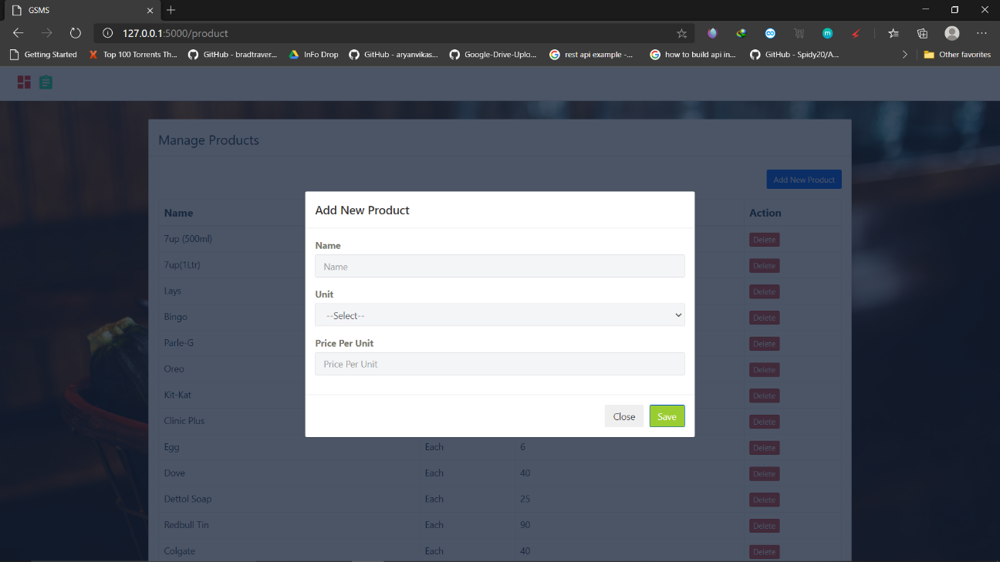 GSMS
127.0.0.1:5000/product
Getting Started
Top 100 Torrents Th...
GitHub - bradtraver...
InFo Drop
GitHub - aryanvikas...
Google-Drive-Uplo...
rest api example -...
how to build api in...
GitHub - Spidy20/A...
Other favorites
Manage Products
Add New Product
Name Action
7up (500ml) Delete
7up(1Ltr) Delete
Lays Delete
Bingo Delete
Parle-G Delete
Oreo Delete
Kit-Kat Delete
Clinic Plus Delete
Egg Each 6 Delete
Dove Each 40 Delete
Dettol Soap Each 25 Delete
Redbull Tin Each 90 Delete
Colgate Each 40 Delete
Add New Product
Name
Name
Unit
--Select--
Price Per Unit
Price Per Unit
Close Save